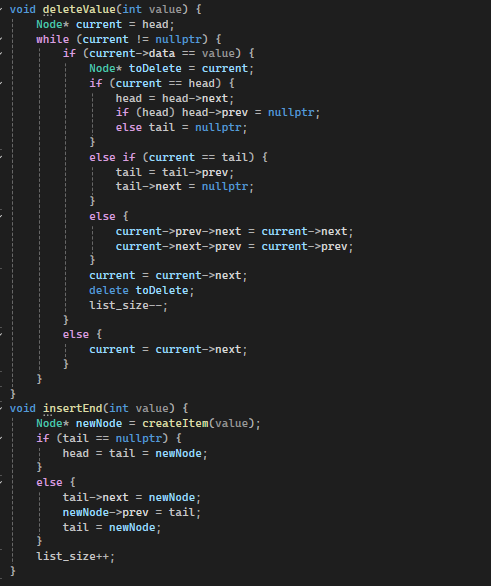 void deleteValue(int value) {
    Node* current = head;
    while (current != nullptr) {
        if (current->data == value) {
            Node* toDelete = current;
            if (current == head) {
                head = head->next;
                if (head) head->prev = nullptr;
                else tail = nullptr;
            }
            else if (current == tail) {
                tail = tail->prev;
                tail->next = nullptr;
            }
            else {
                current->prev->next = current->next;
                current->next->prev = current->prev;
            }
            current = current->next;
            delete toDelete;
            list_size--;
        }
        else {
            current = current->next;
        }
    }
}
void insertEnd(int value) {
    Node* newNode = createItem(value);
    if (tail == nullptr) {
        head = tail = newNode;
    }
    else {
        tail->next = newNode;
        newNode->prev = tail;
        tail = newNode;
    }
    list_size++;
}